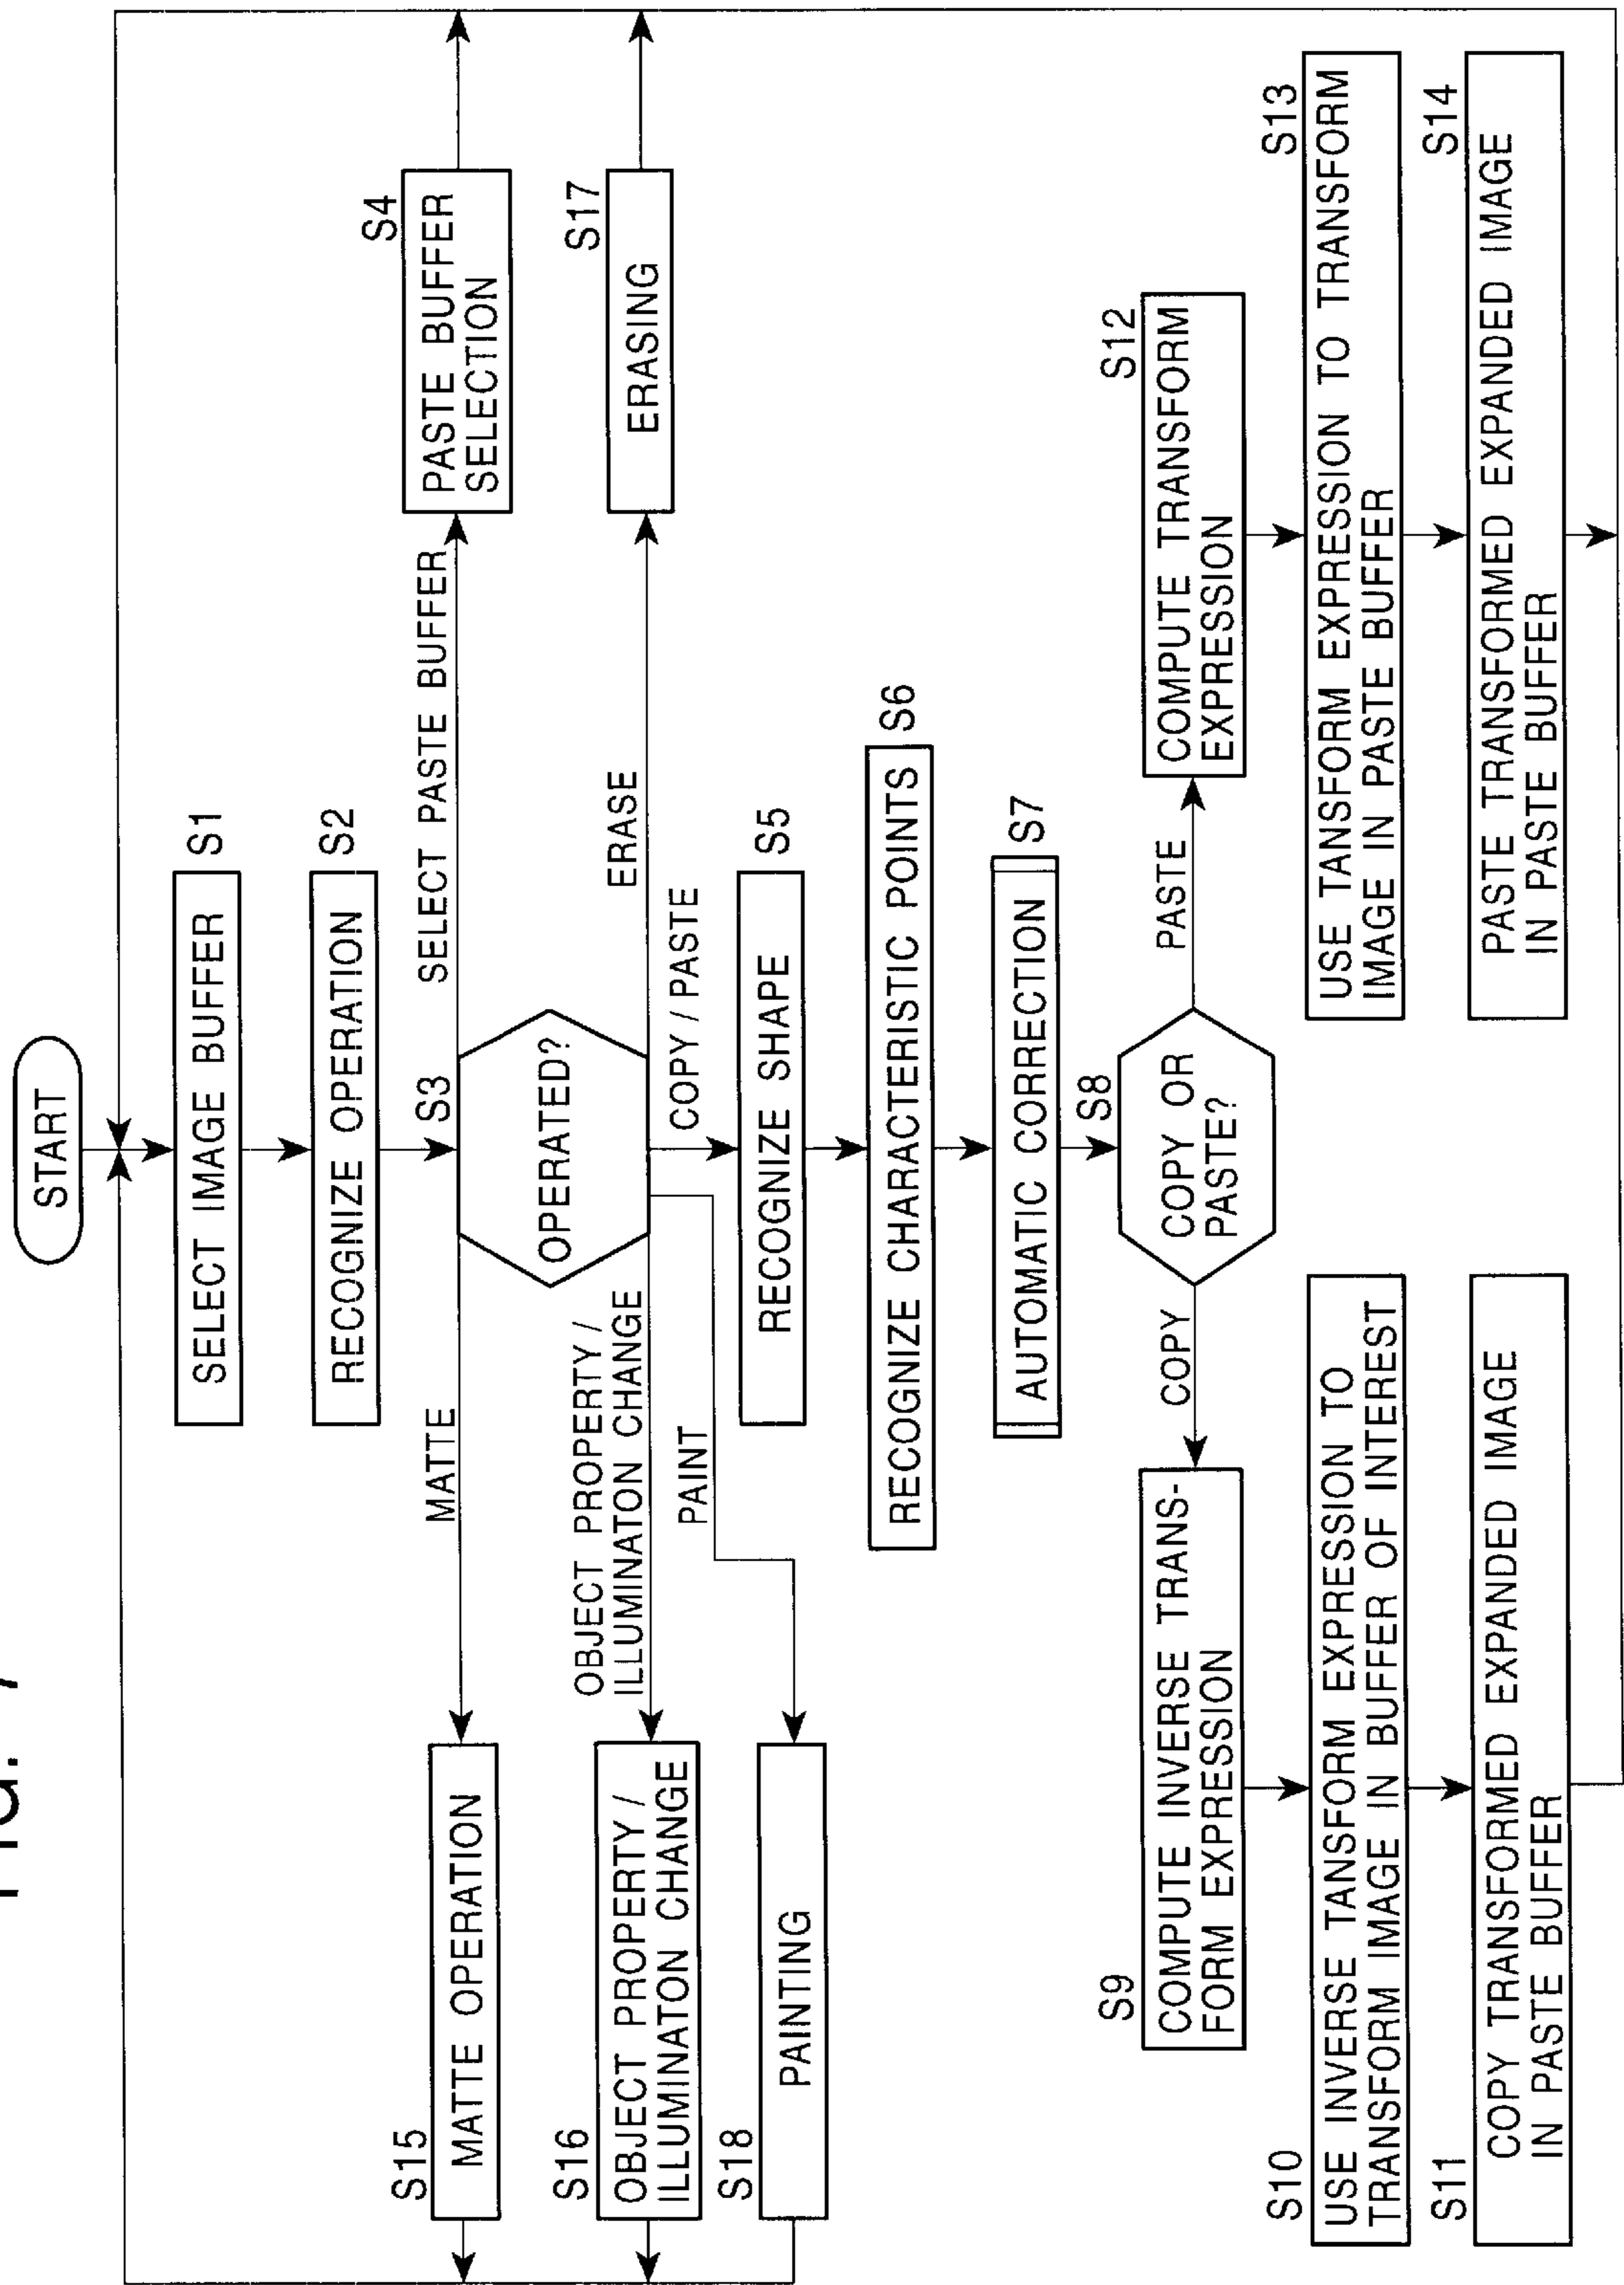 FIG. 7
START
SELECT IMAGE BUFFER
S1
RECOGNIZE OPERATION
S2
S3
OPERATED?
MATTE
SELECT PASTE BUFFER
S15
MATTE OPERATION
S4
PASTE BUFFER
SELECTION
OBJECT PROPERTY /
ILLUMINATON CHANGE
ERASE
S16
OBJECT PROPERTY /
ILLUMINATON CHANGE
S17
ERASING
PAINT
COPY / PASTE
S18
PAINTING
RECOGNIZE SHAPE
S5
RECOGNIZE CHARACTERISTIC POINTS
S6
AUTOMATIC CORRECTION
S7
S8
COPY OR
PASTE?
COPY
PASTE
S9
COMPUTE INVERSE TRANS-
FORM EXPRESSION
S12
COMPUTE TRANSFORM
EXPRESSION
S10
USE INVERSE TANSFORM EXPRESSION TO
TRANSFORM IMAGE IN BUFFER OF INTEREST
S13
USE TANSFORM EXPRESSION TO TRANSFORM
IMAGE IN PASTE BUFFER
S11
COPY TRANSFORMED EXPANDED IMAGE
IN PASTE BUFFER
S14
PASTE TRANSFORMED EXPANDED IMAGE
IN PASTE BUFFER